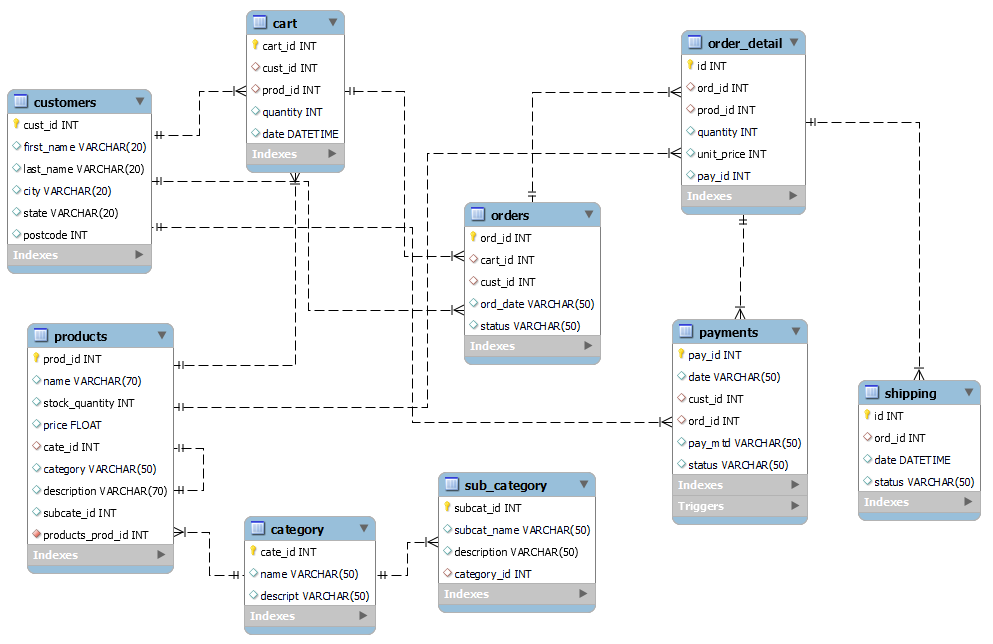 cart
cart_id INT
cust_id INT
prod_id INT
quantity INT
date DATETIME
Indexes
order_detail
id INT
ord_id INT
prod_id INT
quantity INT
unit_price INT
pay_id INT
Indexes
customers
cust_id INT
first_name VARCHAR(20)
last_name VARCHAR(20)
city VARCHAR(20)
state VARCHAR(20)
postcode INT
Indexes
orders
ord_id INT
cart_id INT
cust_id INT
ord_date VARCHAR(50)
status VARCHAR(50)
Indexes
products
prod_id INT
name VARCHAR(70)
stock_quantity INT
price FLOAT
cate_id INT
category VARCHAR(50)
description VARCHAR(70)
subcate_id INT
products_prod_id INT
Indexes
payments
pay_id INT
date VARCHAR(50)
cust_id INT
ord_id INT
pay_mtd VARCHAR(50)
status VARCHAR(50)
Indexes
Triggers
shipping
id INT
ord_id INT
date DATETIME
status VARCHAR(50)
Indexes
sub_category
subcat_id INT
subcat_name VARCHAR(50)
description VARCHAR(50)
category_id INT
Indexes
category
cate_id INT
name VARCHAR(50)
descript VARCHAR(50)
Indexes